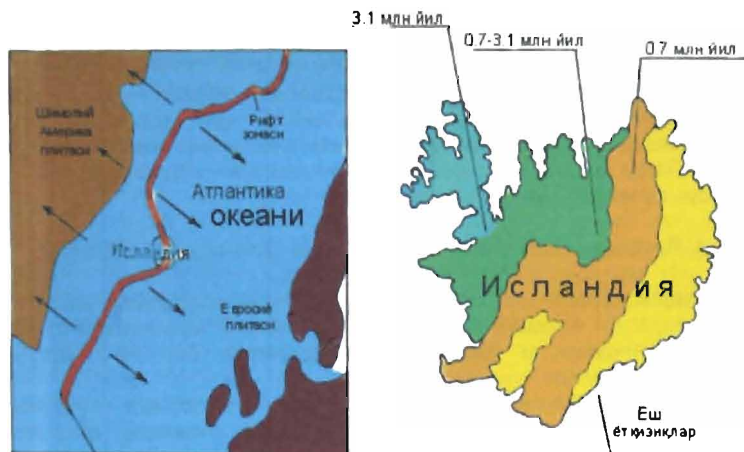 Шимолий
Америка
плитаси
Рифт
зонаси
Атлантика
океани
Исландия
Евросиё
плитаси
3.1 млн йил
0.7-3.1 млн йил
0.7 млн йил
Исландия
Еш
ётқизиқлар